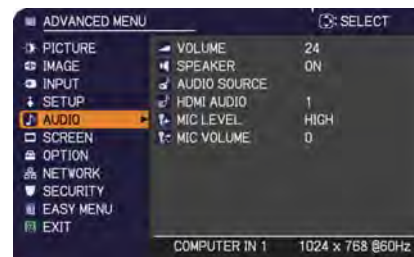 ADVANCED MENU : SELECT
PICTURE VOLUME 24
IMAGE SPEAKER ON
INPUT AUDIO SOURCE
SETUP HDMI AUDIO 1
AUDIO MIC LEVEL HIGH
SCREEN MIC VOLUME 0
OPTION
NETWORK
SECURITY
EASY MENU
EXIT
COMPUTER IN 1 1024 x 768 @60Hz